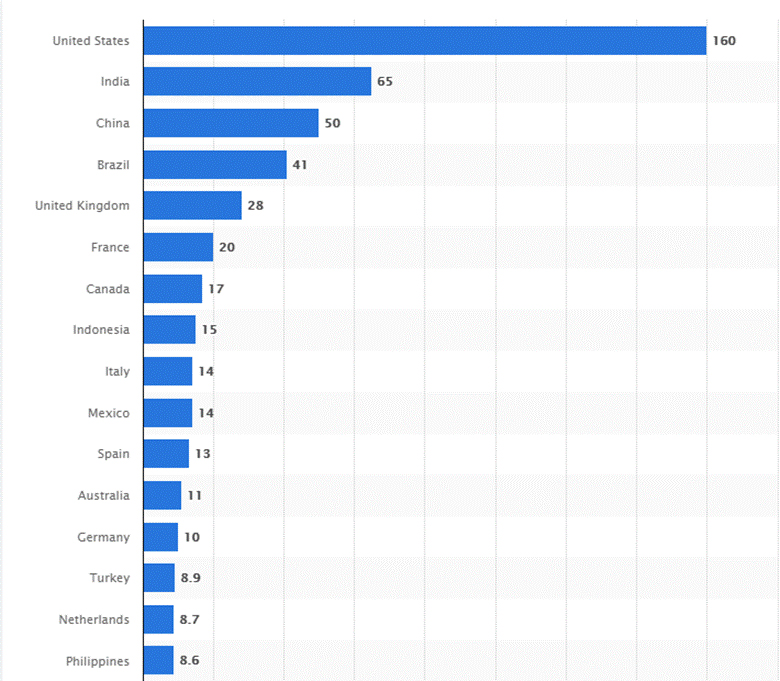 United States 160
India 65
China 50
Brazil 41
United Kingdom 28
France 20
Canada 17
Indonesia 15
Italy 14
Mexico 14
Spain 13
Australia 11
Germany 10
Turkey 8.9
Netherlands 8.7
Philippines 8.6